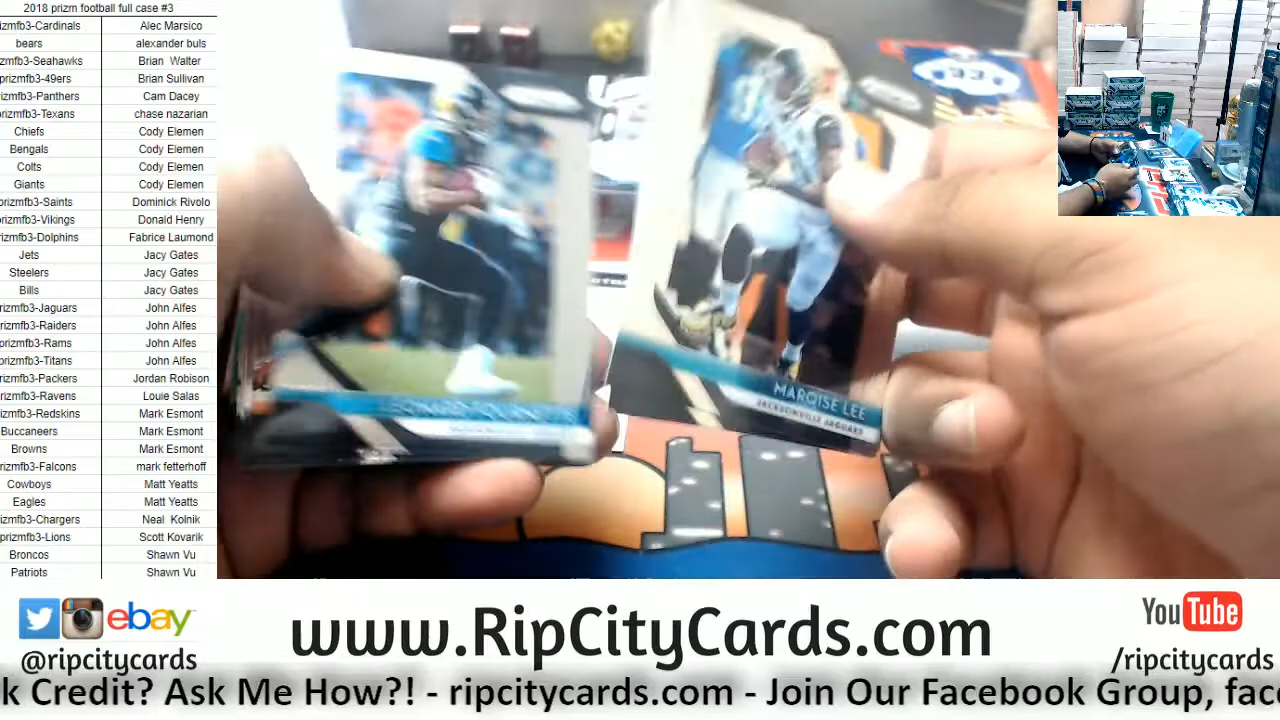 2018 prizm football full case #3
izmfb3-Cardinals Alec Marsico
bears alexander buls
zmfb3-Seahawks Brian Walter
prizmfb3-49ers Brian Sullivan
izmfb3-Panthers Cam Dacey
rizmfb3-Texans chase nazarian
Chiefs Cody Elemen
Bengals Cody Elemen
Colts Cody Elemen
Giants Cody Elemen
prizmfb3-Saints Dominick Rivolo
rizmfb3-Vikings Donald Henry
izmfb3-Dolphins Fabrice Laumond
Jets Jacy Gates
Steelers Jacy Gates
Bills Jacy Gates
izmfb3-Jaguars John Alfes
izmfb3-Raiders John Alfes
prizmfb3-Rams John Alfes
prizmfb3-Titans John Alfes
izmfb3-Packers Jordan Robison
rizmfb3-Ravens Louie Salas
zmfb3-Redskins Mark Esmont
Buccaneers Mark Esmont
Browns Mark Esmont
izmfb3-Falcons mark fetterhoff
Cowboys Matt Yeatts
Eagles Matt Yeatts
zmfb3-Chargers Neal Kolnik
prizmfb3-Lions Scott Kovarik
Broncos Shawn Vu
Patriots Shawn Vu
MARQISE LEE
JACKSONVILLE JAGUARS
ebay
@ripcitycards
www.RipCityCards.com
YouTube
/ripcitycards
k Credit? Ask Me How?! - ripcitycards.com - Join Our Facebook Group, face